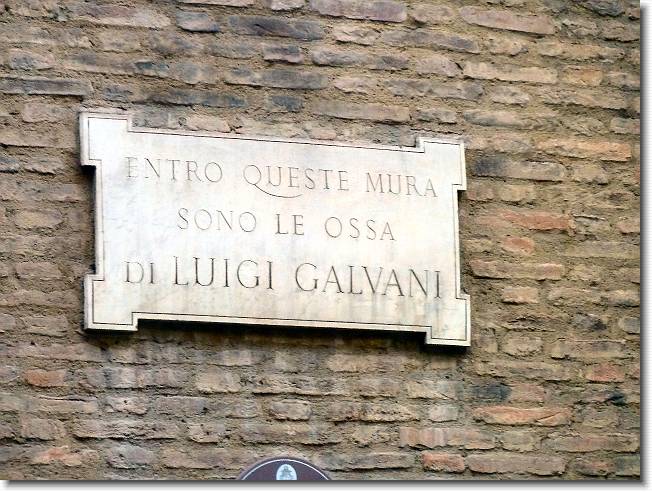 ENTRO QUESTE MURA
SONO LE OSSA
DI LUIGI GALVANI